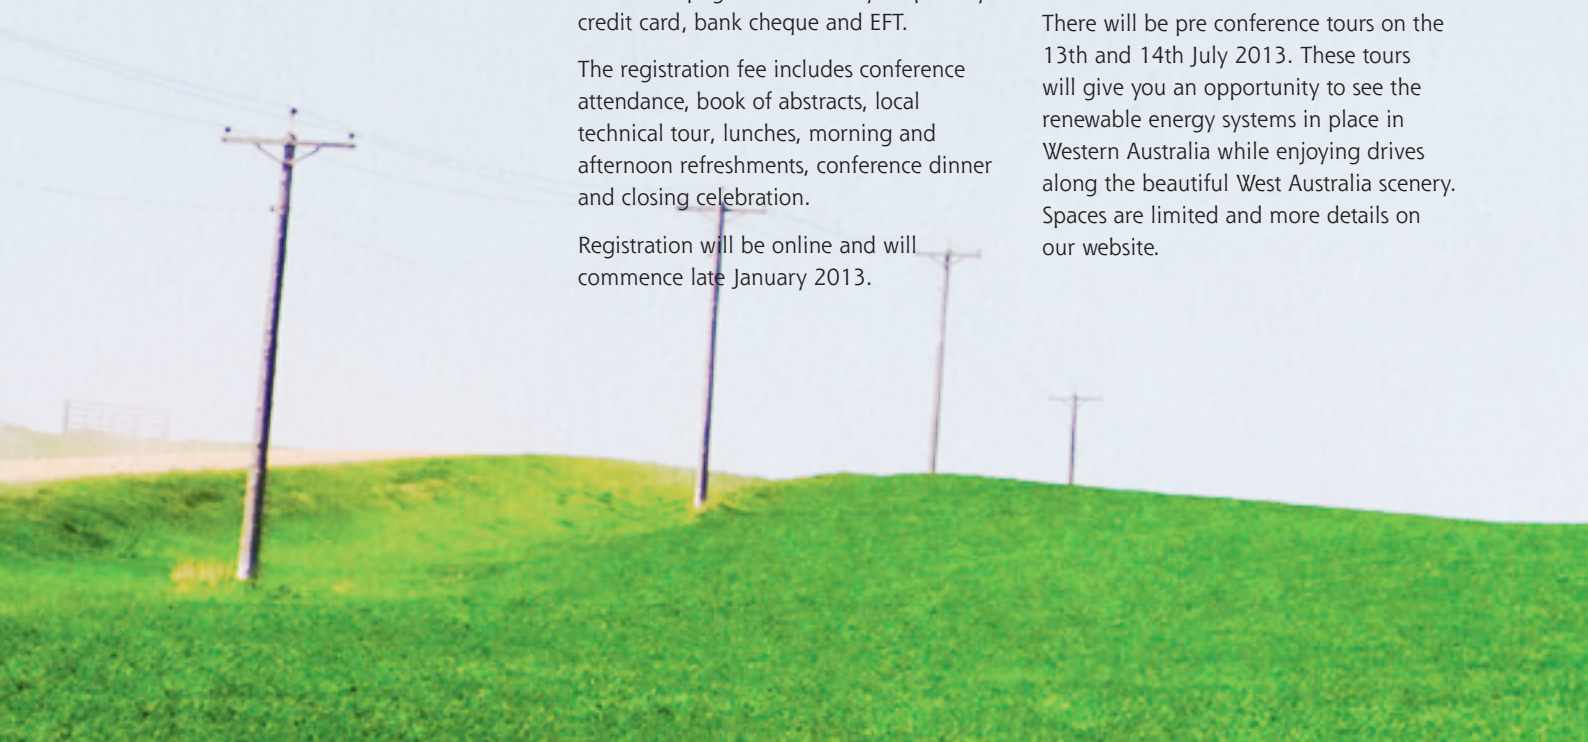 credit card, bank cheque and EFT.
The registration fee includes conference
attendance, book of abstracts, local
technical tour, lunches, morning and
afternoon refreshments, conference dinner
and closing celebration.
Registration will be online and will
commence late January 2013.
There will be pre conference tours on the
13th and 14th July 2013. These tours
will give you an opportunity to see the
renewable energy systems in place in
Western Australia while enjoying drives
along the beautiful West Australia scenery.
Spaces are limited and more details on
our website.